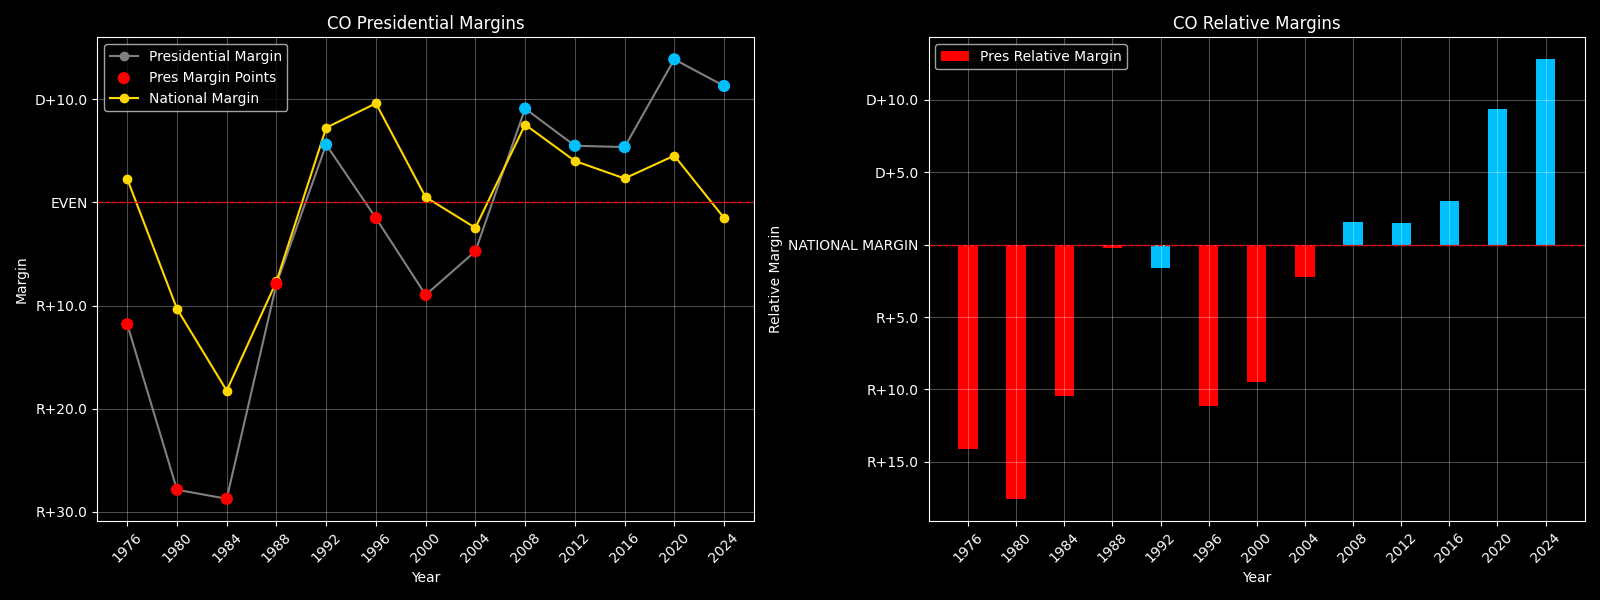 CO Presidential Margins
Presidential Margin
Pres Margin Points
National Margin
D+10.0
EVEN
R+10.0
R+20.0
R+30.0
Margin
1976
1980
1984
1988
1992
1996
2000
2004
2008
2012
2016
2020
2024
Year
CO Relative Margins
Pres Relative Margin
D+10.0
D+5.0
NATIONAL MARGIN
R+5.0
R+10.0
R+15.0
Relative Margin
1976
1980
1984
1988
1992
1996
2000
2004
2008
2012
2016
2020
2024
Year